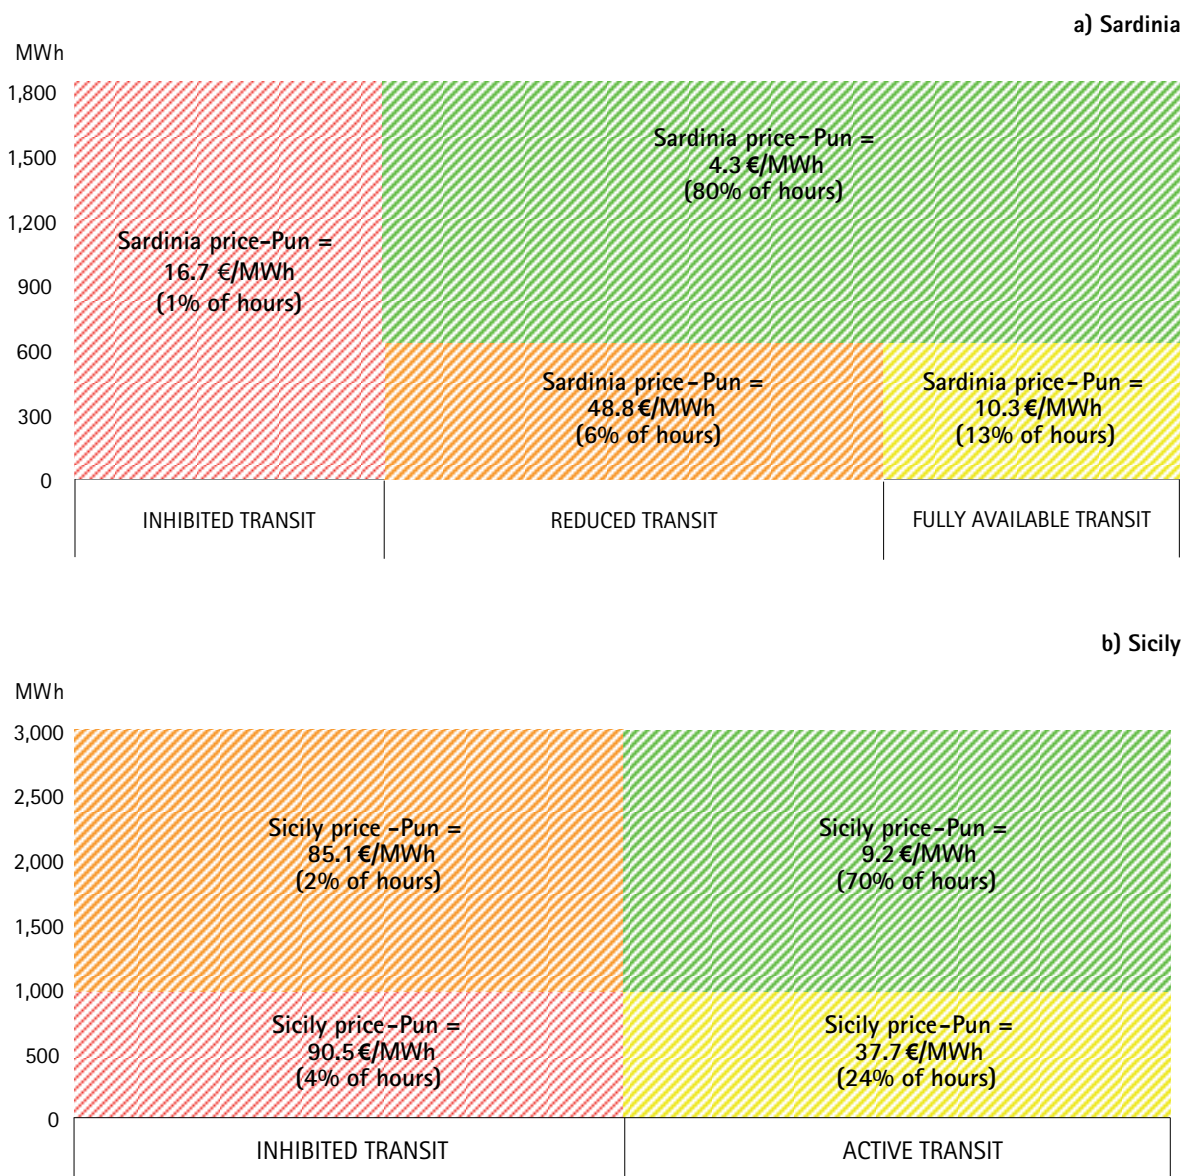 a) Sardinia
MWh
1,800
1,500
1,200
900
600
300
0
Sardinia price-Pun =
4.3 €/MWh
(80% of hours)
Sardinia price-Pun =
16.7 €/MWh
(1% of hours)
Sardinia price-Pun =
48.8 €/MWh
(6% of hours)
Sardinia price-Pun =
10.3 €/MWh
(13% of hours)
INHIBITED TRANSIT
REDUCED TRANSIT
FULLY AVAILABLE TRANSIT
b) Sicily
MWh
3,000
2,500
2,000
1,500
1,000
500
0
Sicily price -Pun =
85.1 €/MWh
(2% of hours)
Sicily price-Pun =
9.2 €/MWh
(70% of hours)
Sicily price-Pun =
90.5 €/MWh
(4% of hours)
Sicily price-Pun =
37.7 €/MWh
(24% of hours)
INHIBITED TRANSIT
ACTIVE TRANSIT